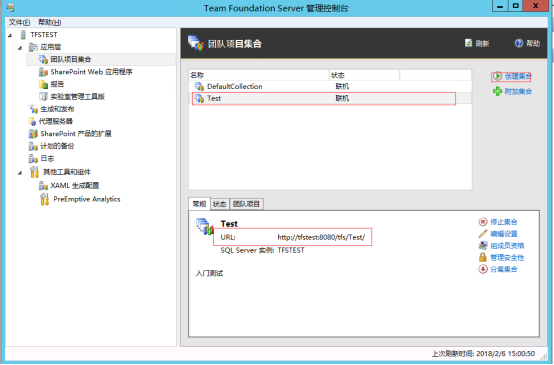 Team Foundation Server 管理控制台
文件(F) 帮助(H)
TFSTEST
应用层
团队项目集合
SharePoint Web 应用程序
报告
实验室管理工具版
生成和发布
代理服务器
SharePoint 产品的扩展
计划的备份
日志
其他工具和组件
XAML 生成配置
PreEmptive Analytics
团队项目集合
刷新
帮助
名称 状态
DefaultCollection 联机
Test 联机
创建集合
附加集合
常规 状态 团队项目
Test
URL: http://tfstest:8080/tfs/Test/
SQL Server 实例: TFSTEST
入门测试
停止集合
编辑设置
组成员资格
管理安全性
分离集合
上次刷新时间: 2018/2/6 15:00:50